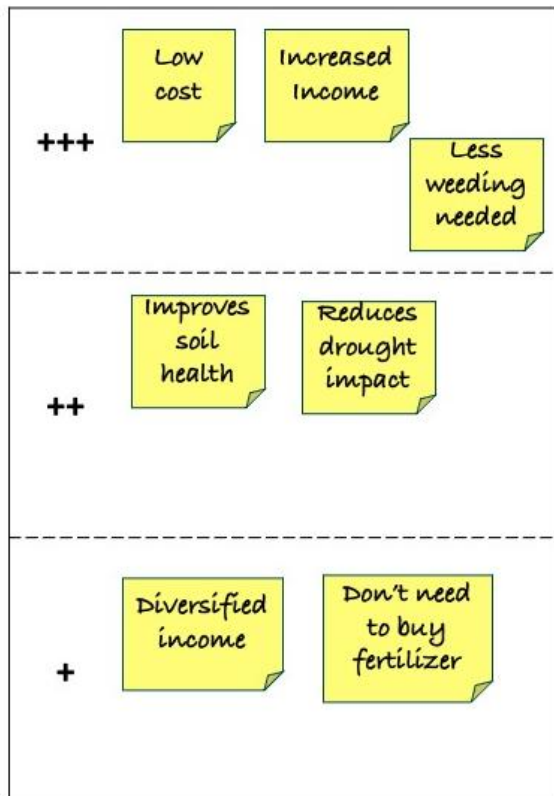 Low
cost
Increased
Income
+++
Less
weeding
needed
Improves
soil
health
Reduces
drought
impact
++
Diversified
income
Don't need
to buy
fertilizer
+